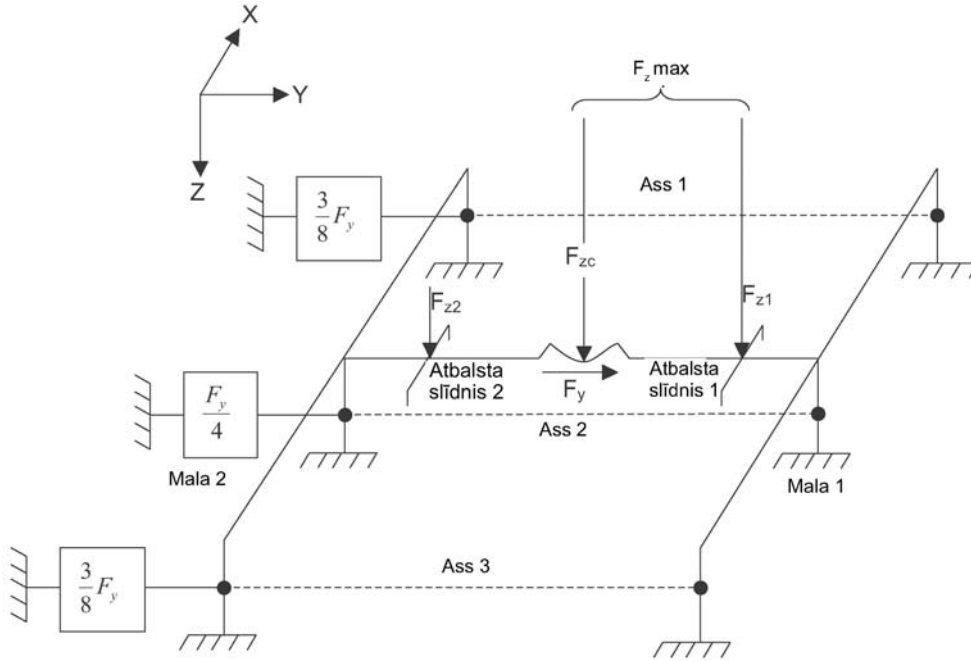 X
Y
Z
F_z max
Ass 1
3/8 F_y
F_zc
F_z2
F_z1
Atbalsta
slīdnis 2
Atbalsta
slīdnis 1
F_y
F_y/4
Ass 2
Mala 2
Mala 1
Ass 3
3/8 F_y